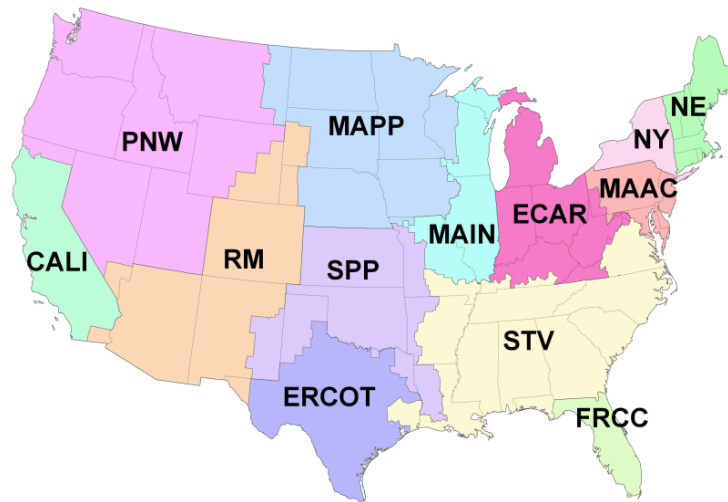 NE
NY
MAPP
PNW
MAAC
ECAR
MAIN
CALI
RM
SPP
STV
ERCOT
FRCC